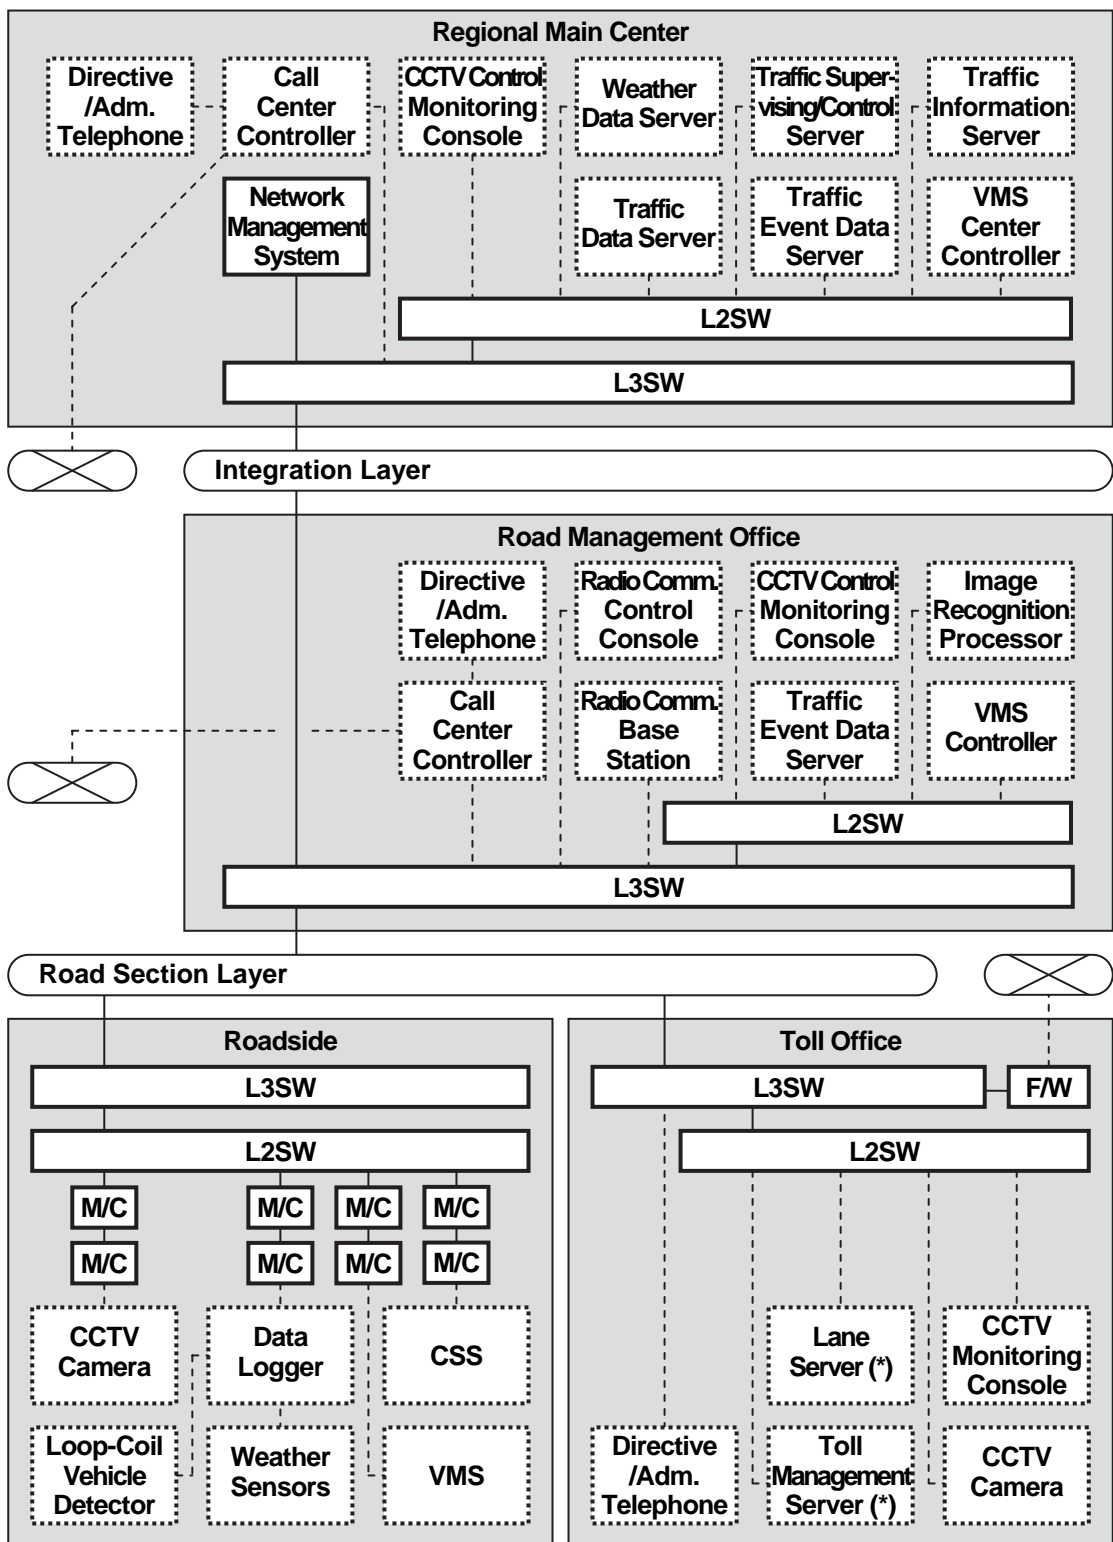 Regional Main Center
Directive
/Adm.
Telephone
Call
Center
Controller
CCTV Control
Monitoring
Console
Weather
Data Server
Traffic Super-
vising/Control
Server
Traffic
Information
Server
Network
Management
System
Traffic
Data Server
Traffic
Event Data
Server
VMS
Center
Controller
L2SW
L3SW
Integration Layer
Road Management Office
Directive
/Adm.
Telephone
Radio Comm.
Control
Console
CCTV Control
Monitoring
Console
Image
Recognition
Processor
Call
Center
Controller
Radio Comm.
Base
Station
Traffic
Event Data
Server
VMS
Controller
L2SW
L3SW
Road Section Layer
Roadside
L3SW
L2SW
M/C
M/C
M/C
M/C
M/C
M/C
M/C
M/C
CCTV
Camera
Data
Logger
CSS
Loop-Coil
Vehicle
Detector
Weather
Sensors
VMS
Toll Office
L3SW
F/W
L2SW
Lane
Server (*)
CCTV
Monitoring
Console
Directive
/Adm.
Telephone
Toll
Management
Server (*)
CCTV
Camera